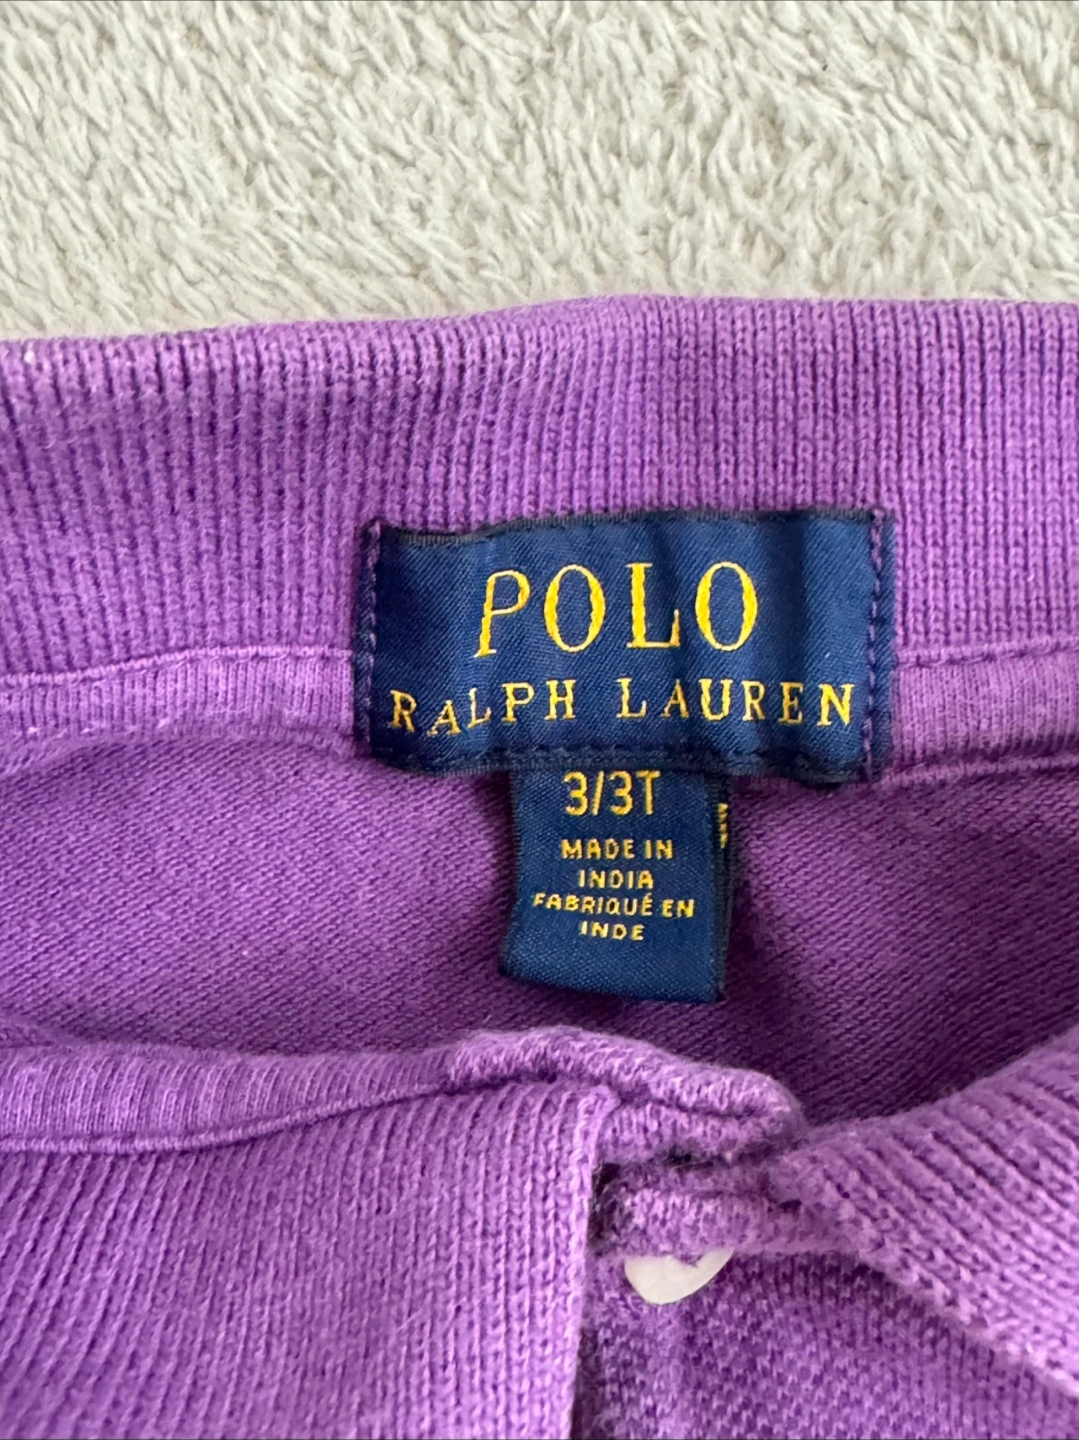 POLO
RALPH LAUREN
3/3T
MADE IN
INDIA
FABRIQUÉ EN
INDE